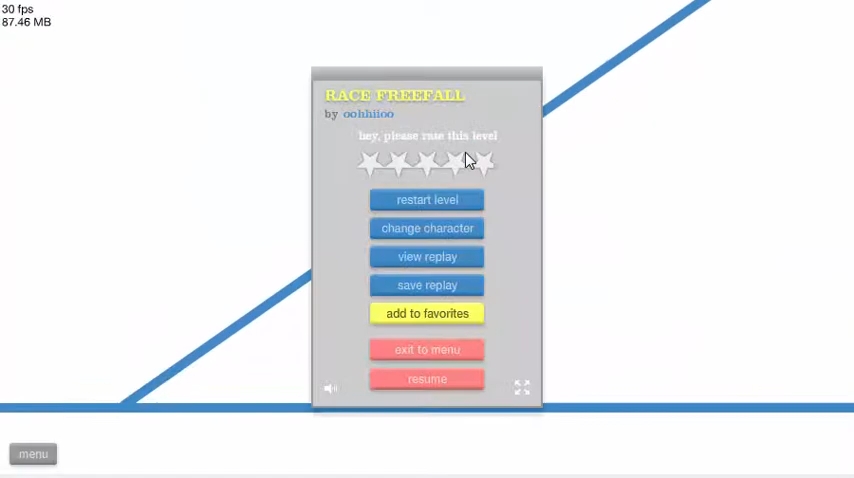 30 fps
87.46 MB
RACE FREEFALL
by oohhiioo
hey, please rate this level
restart level
change character
view replay
save replay
add to favorites
exit to menu
resume
menu